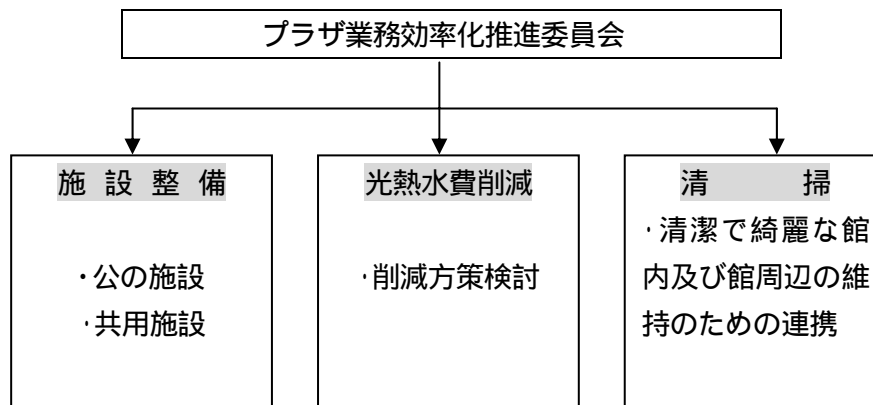 プラザ業務効率化推進委員会
施設整備
・公の施設
・共用施設
光熱水費削減
・削減方策検討
清掃
・清潔で綺麗な館
内及び館周辺の維
持のための連携